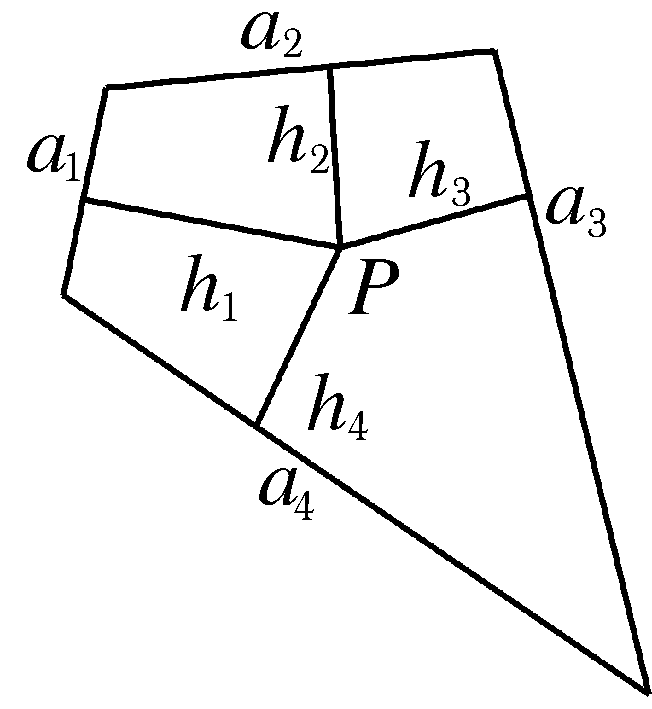 a₂
a₁
h₂
h₃
a₃
h₁
P
h₄
a₄